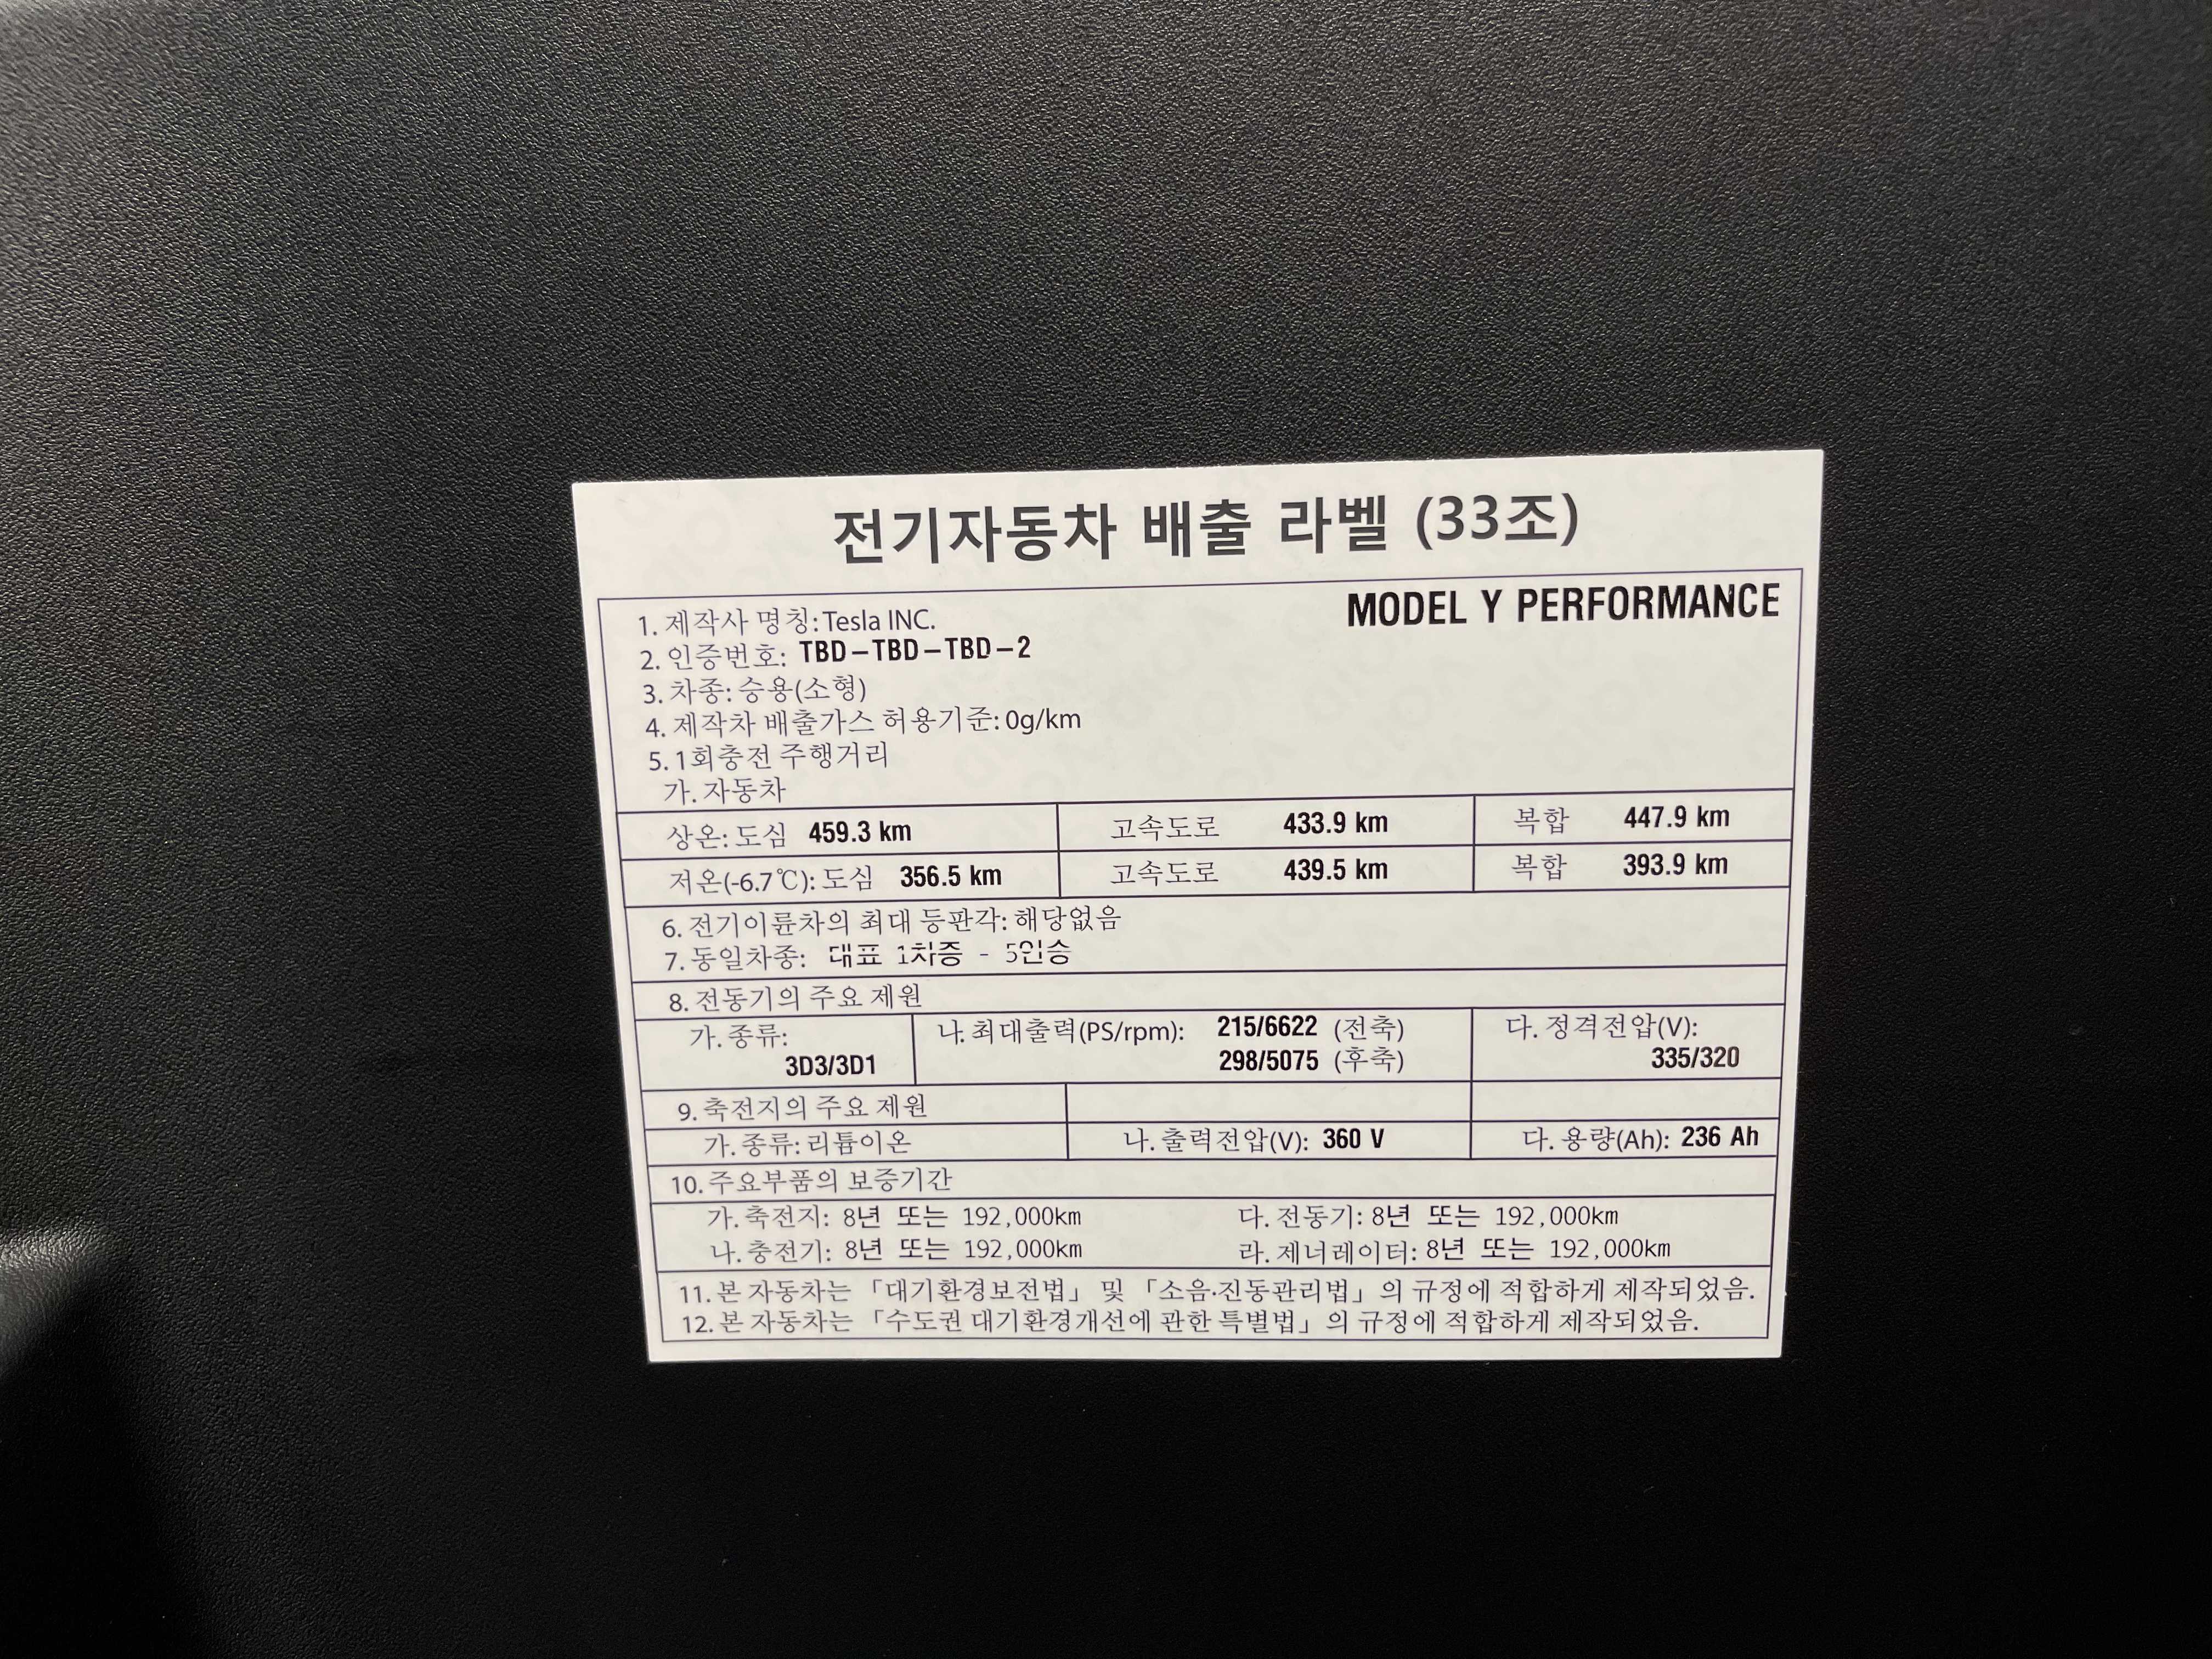 전기자동차 배출 라벨 (33조)
MODEL Y PERFORMANCE
1. 제작사 명칭: Tesla INC.
2. 인증번호: TBD-TBD-TBD-2
3. 차종: 승용(소형)
4. 제작차 배출가스 허용기준: 0g/km
5. 1회충전 주행거리
가. 자동차
상온: 도심 459.3 km 고속도로 433.9 km 복합 447.9 km
저온(-6.7℃): 도심 356.5 km 고속도로 439.5 km 복합 393.9 km
6. 전기이륜차의 최대 등판각: 해당없음
7. 동일차종: 대표 1차종 - 5인승
8. 전동기의 주요 제원
가. 종류: 나. 최대출력(PS/rpm): 215/6622 (전축) 다. 정격전압(V):
3D3/3D1 298/5075 (후축) 335/320
9. 축전지의 주요 제원
가. 종류: 리튬이온 나. 출력전압(V): 360 V 다. 용량(Ah): 236 Ah
10. 주요부품의 보증기간
가. 축전지: 8년 또는 192,000km 다. 전동기: 8년 또는 192,000km
나. 충전기: 8년 또는 192,000km 라. 제너레이터: 8년 또는 192,000km
11. 본 자동차는 「대기환경보전법」 및 「소음·진동관리법」의 규정에 적합하게 제작되었음.
12. 본 자동차는 「수도권 대기환경개선에 관한 특별법」의 규정에 적합하게 제작되었음.